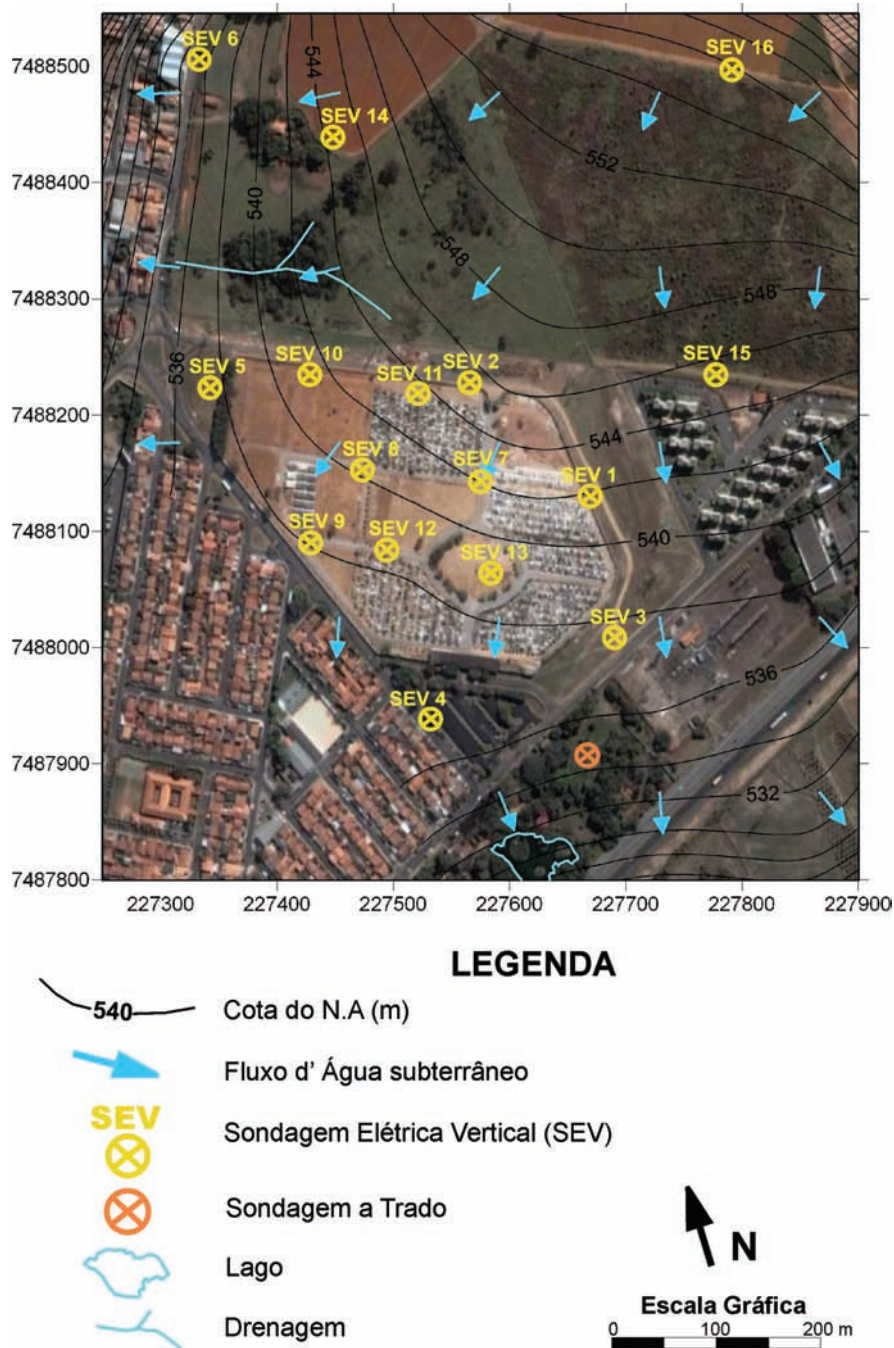 SEV 6
SEV 16
7488500
544
SEV 14
7488400
552
540
548
7488300
548
536
SEV 5
SEV 10
SEV 11
SEV 2
SEV 15
7488200
544
SEV 8
SEV 7
SEV 1
7488100
SEV 9
SEV 12
540
SEV 13
7488000
SEV 3
536
SEV 4
7487900
532
7487800
227300
227400
227500
227600
227700
227800
227900
LEGENDA
540
Cota do N.A (m)
Fluxo d' Água subterrâneo
SEV
Sondagem Elétrica Vertical (SEV)
Sondagem a Trado
Lago
Drenagem
N
Escala Gráfica
0 100 200 m